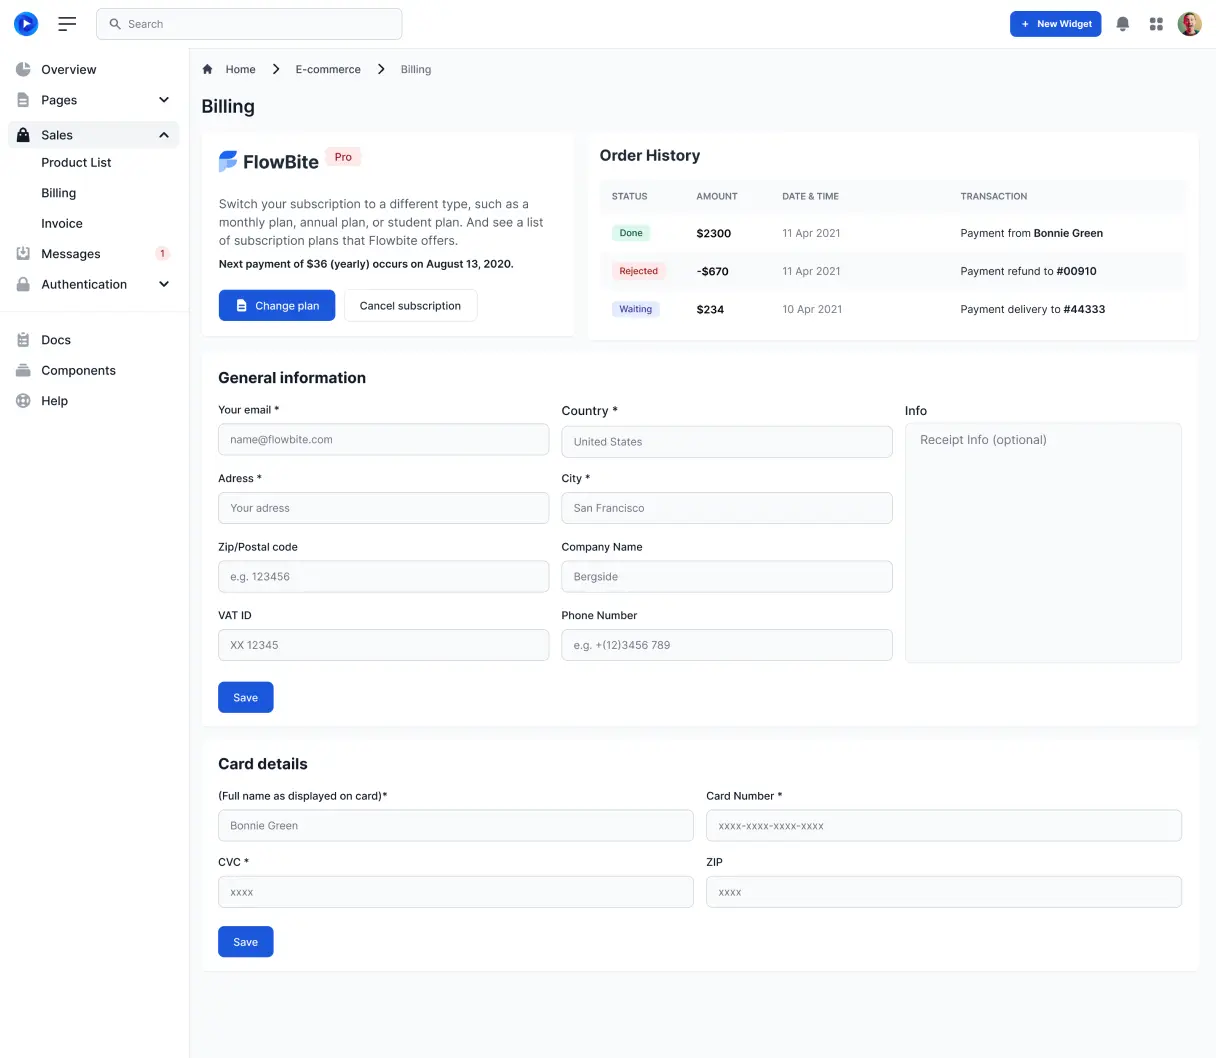 Search
+ New Widget
Overview
Pages
Sales
Product List
Billing
Invoice
Messages 1
Authentication
Docs
Components
Help
Home > E-commerce > Billing
Billing
FlowBite Pro
Switch your subscription to a different type, such as a
monthly plan, annual plan, or student plan. And see a list
of subscription plans that Flowbite offers.
Next payment of $36 (yearly) occurs on August 13, 2020.
Change plan Cancel subscription
Order History
STATUS AMOUNT DATE & TIME TRANSACTION
Done $2300 11 Apr 2021 Payment from Bonnie Green
Rejected -$670 11 Apr 2021 Payment refund to #00910
Waiting $234 10 Apr 2021 Payment delivery to #44333
General information
Your email * Country * Info
name@flowbite.com United States Receipt Info (optional)
Adress * City *
Your adress San Francisco
Zip/Postal code Company Name
e.g. 123456 Bergside
VAT ID Phone Number
XX 12345 e.g. +(12)3456 789
Save
Card details
(Full name as displayed on card)* Card Number *
Bonnie Green xxxx-xxxx-xxxx-xxxx
CVC * ZIP
xxxx xxxx
Save